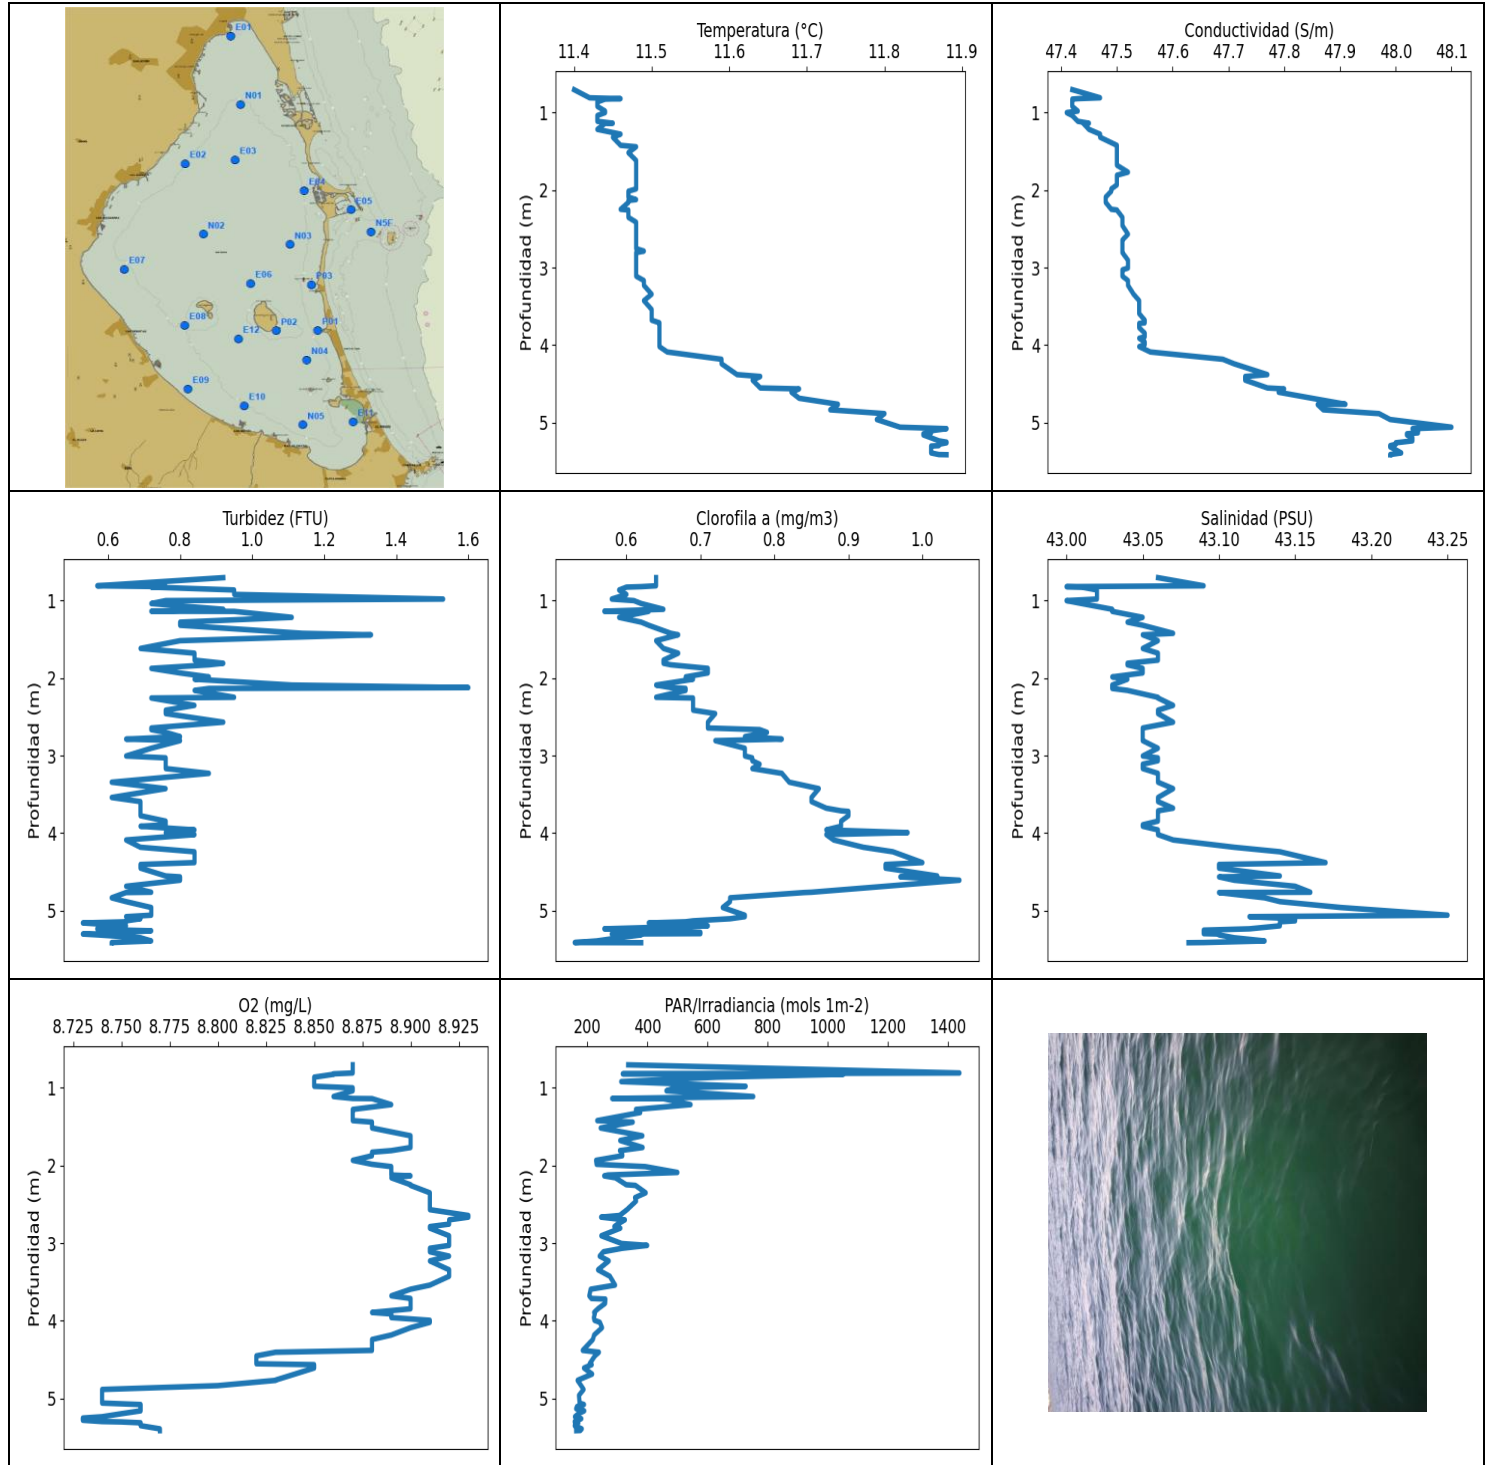 E01
N01
E02
E03
E04
E05
N5F
N02
N03
E07
E06
P03
E08
E12
P02
P01
N04
E09
E10
N05
E11
Temperatura (°C)
11.4 11.5 11.6 11.7 11.8 11.9
Profundidad (m)
1
2
3
4
5
Conductividad (S/m)
47.4 47.5 47.6 47.7 47.8 47.9 48.0 48.1
Profundidad (m)
1
2
3
4
5
Turbidez (FTU)
0.6 0.8 1.0 1.2 1.4 1.6
Profundidad (m)
1
2
3
4
5
Clorofila a (mg/m3)
0.6 0.7 0.8 0.9 1.0
Profundidad (m)
1
2
3
4
5
Salinidad (PSU)
43.00 43.05 43.10 43.15 43.20 43.25
Profundidad (m)
1
2
3
4
5
O2 (mg/L)
8.725 8.750 8.775 8.800 8.825 8.850 8.875 8.900 8.925
Profundidad (m)
1
2
3
4
5
PAR/Irradiancia (mols 1m-2)
200 400 600 800 1000 1200 1400
Profundidad (m)
1
2
3
4
5